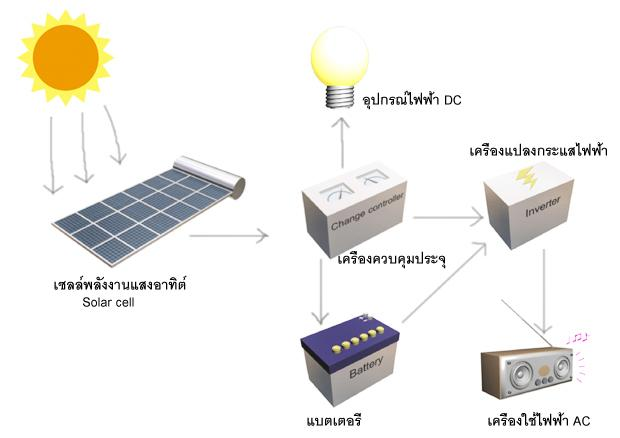 อุปกรณ์ไฟฟ้า DC
เครื่องแปลงกระแสไฟฟ้า
Change controller
Inverter
เครื่องควบคุมประจุ
เซลล์พลังงานแสงอาทิต์
Solar cell
Battery
แบตเตอรี่
เครื่องใช้ไฟฟ้า AC